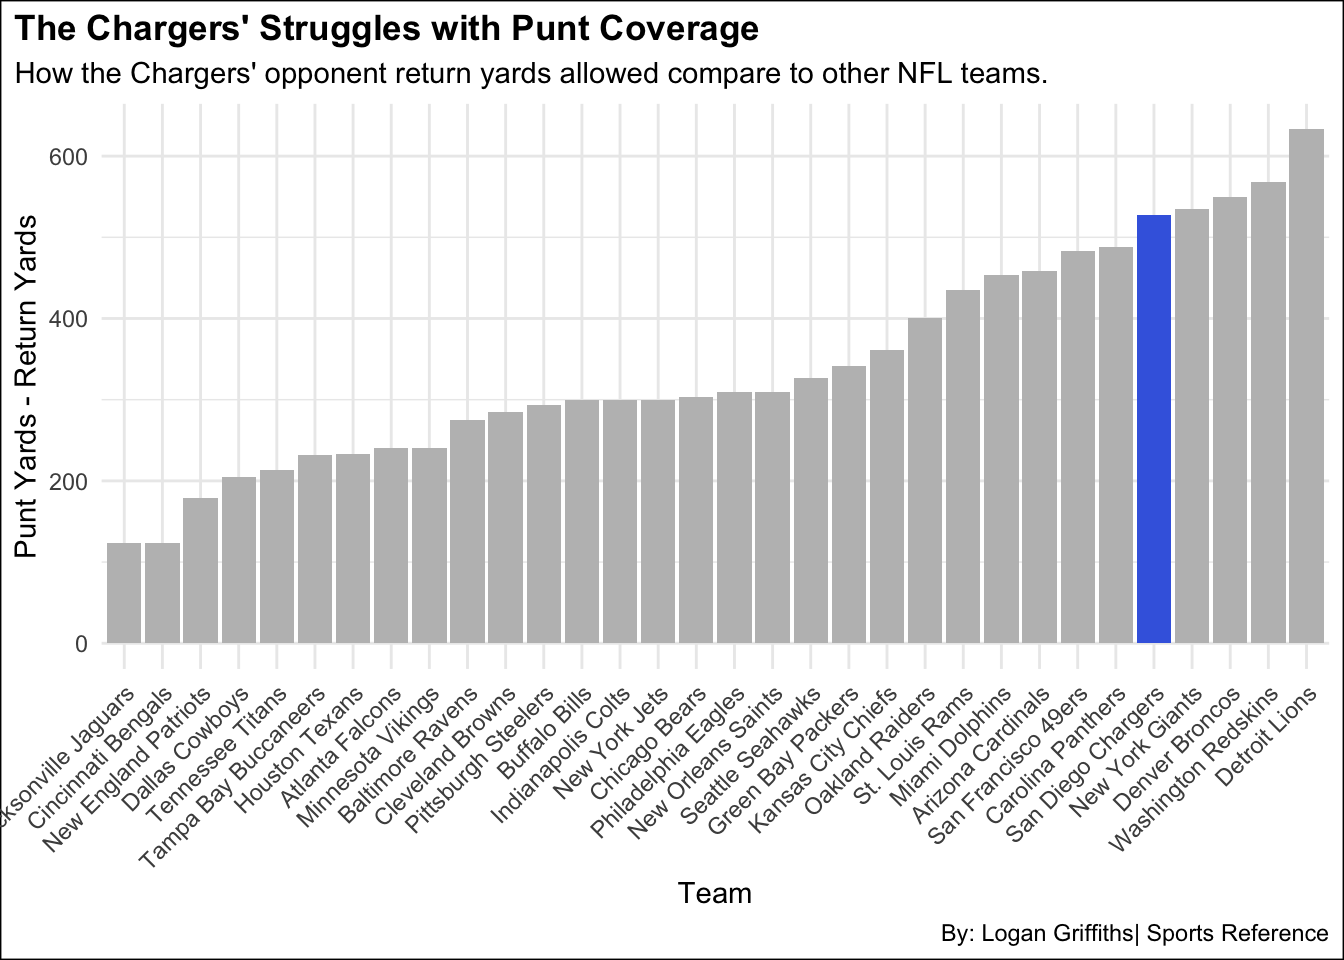 The Chargers' Struggles with Punt Coverage
How the Chargers' opponent return yards allowed compare to other NFL teams.
Punt Yards - Return Yards
600
400
200
0
Jaguars
Cincinnati Bengals
New England Patriots
Dallas Cowboys
Tennessee Titans
Tampa Bay Buccaneers
Houston Texans
Atlanta Falcons
Minnesota Vikings
Baltimore Ravens
Cleveland Browns
Pittsburgh Steelers
Buffalo Bills
Indianapolis Colts
New York Jets
Chicago Bears
Philadelphia Eagles
New Orleans Saints
Seattle Seahawks
Green Bay Packers
Kansas City Chiefs
Oakland Raiders
St. Louis Rams
Miami Dolphins
Arizona Cardinals
San Francisco 49ers
Carolina Panthers
San Diego Chargers
New York Giants
Denver Broncos
Washington Redskins
Detroit Lions
Team
By: Logan Griffiths| Sports Reference